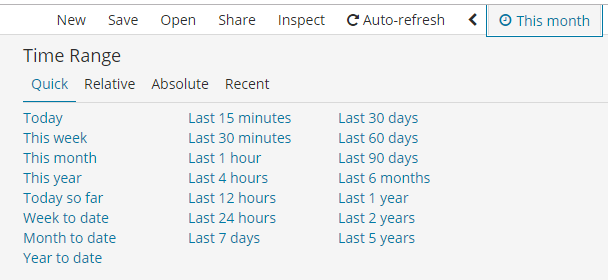 New Save Open Share Inspect Auto-refresh This month
Time Range
Quick Relative Absolute Recent
Today Last 15 minutes Last 30 days
This week Last 30 minutes Last 60 days
This month Last 1 hour Last 90 days
This year Last 4 hours Last 6 months
Today so far Last 12 hours Last 1 year
Week to date Last 24 hours Last 2 years
Month to date Last 7 days Last 5 years
Year to date